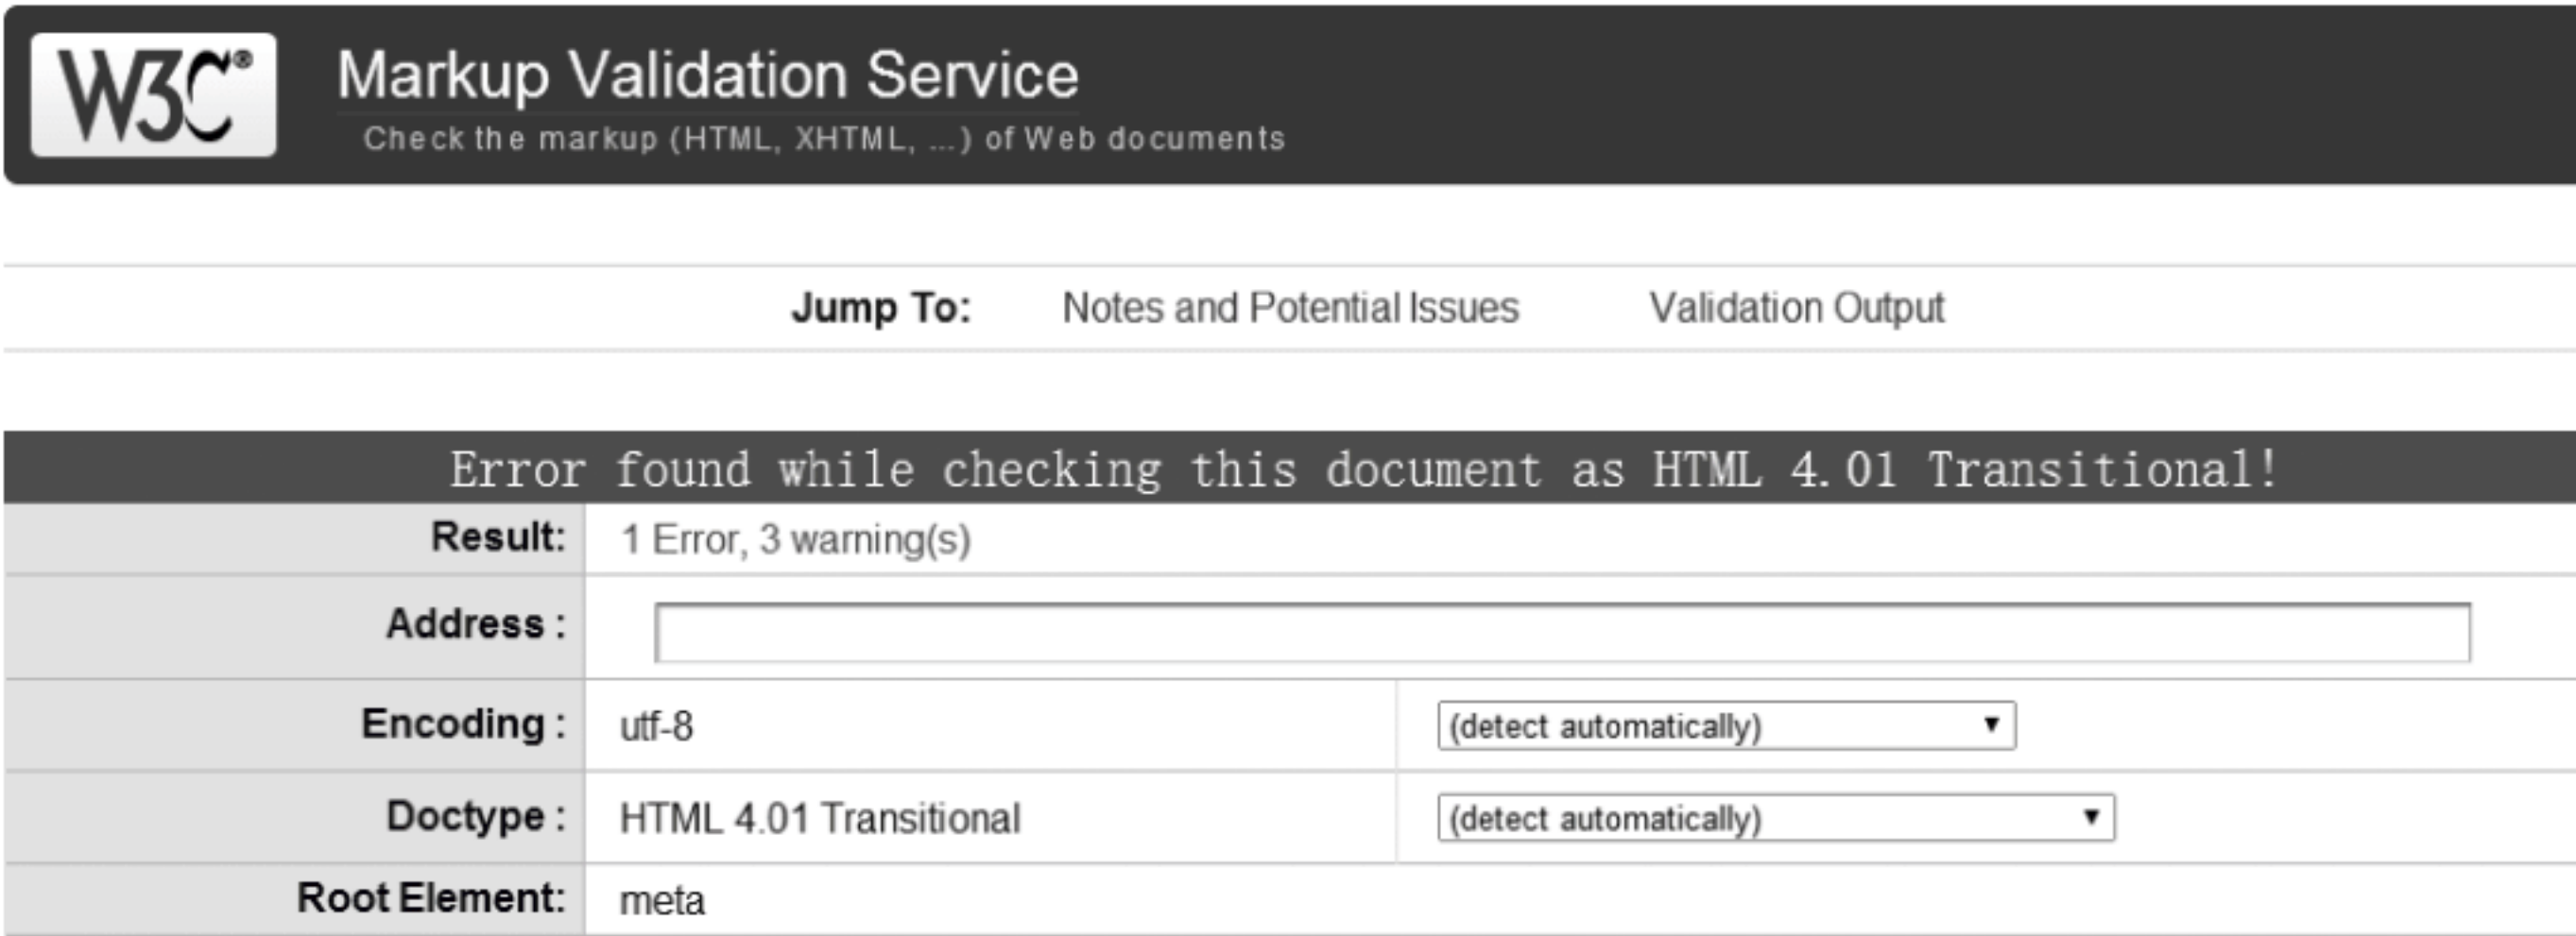 W3C®
Markup Validation Service
Check the markup (HTML, XHTML, ...) of Web documents
Jump To: Notes and Potential Issues Validation Output
Error found while checking this document as HTML 4.01 Transitional!
Result: 1 Error, 3 warning(s)
Address :
Encoding : utf-8 (detect automatically)
Doctype : HTML 4.01 Transitional (detect automatically)
Root Element: meta